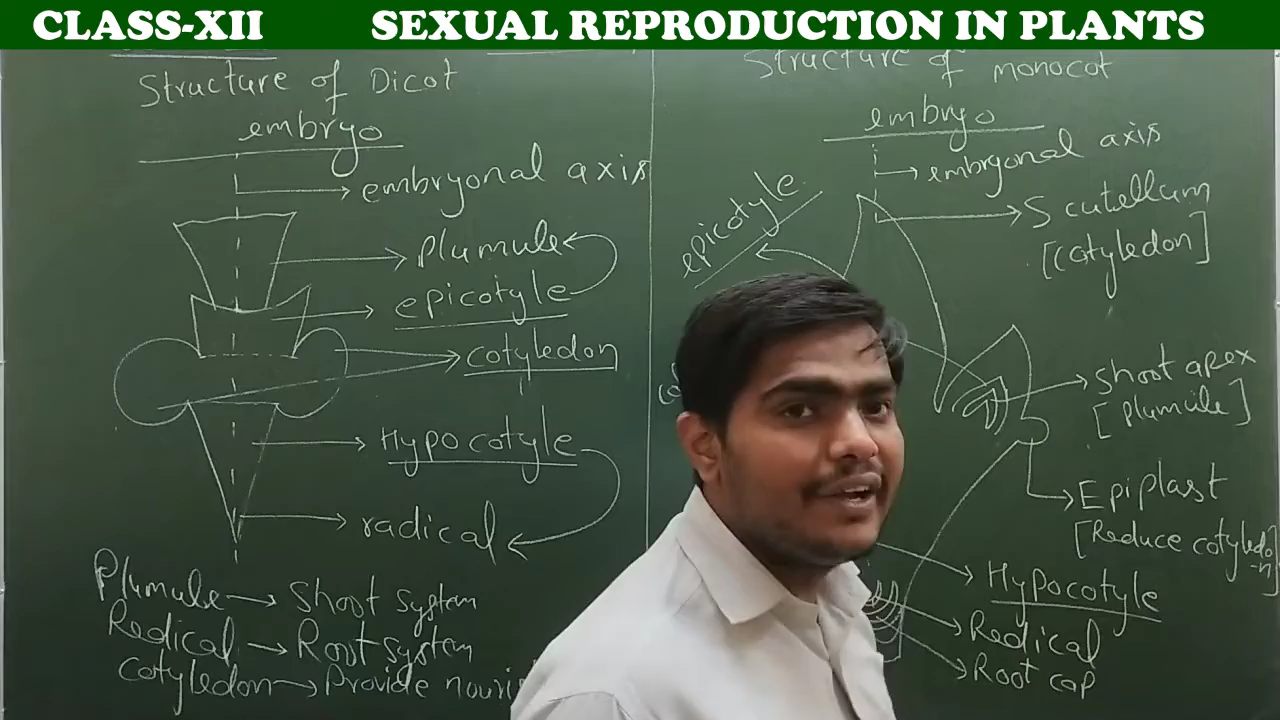 CLASS-XII SEXUAL REPRODUCTION IN PLANTS
Structure of Dicot
embryo
embryonal axis
Plumule
epicotyle
cotyledon
Hypocotyle
radical
Plumule → Shoot system
Redical → Root system
cotyledon → Provide
Structure of monocot
embryo
embryonal axis
Scutellum
[cotyledon]
epicotyle
Shoot apex
[Plumule]
Epiplast
[Reduce cotyledo
-n]
Hypocotyle
Redical
Root cap